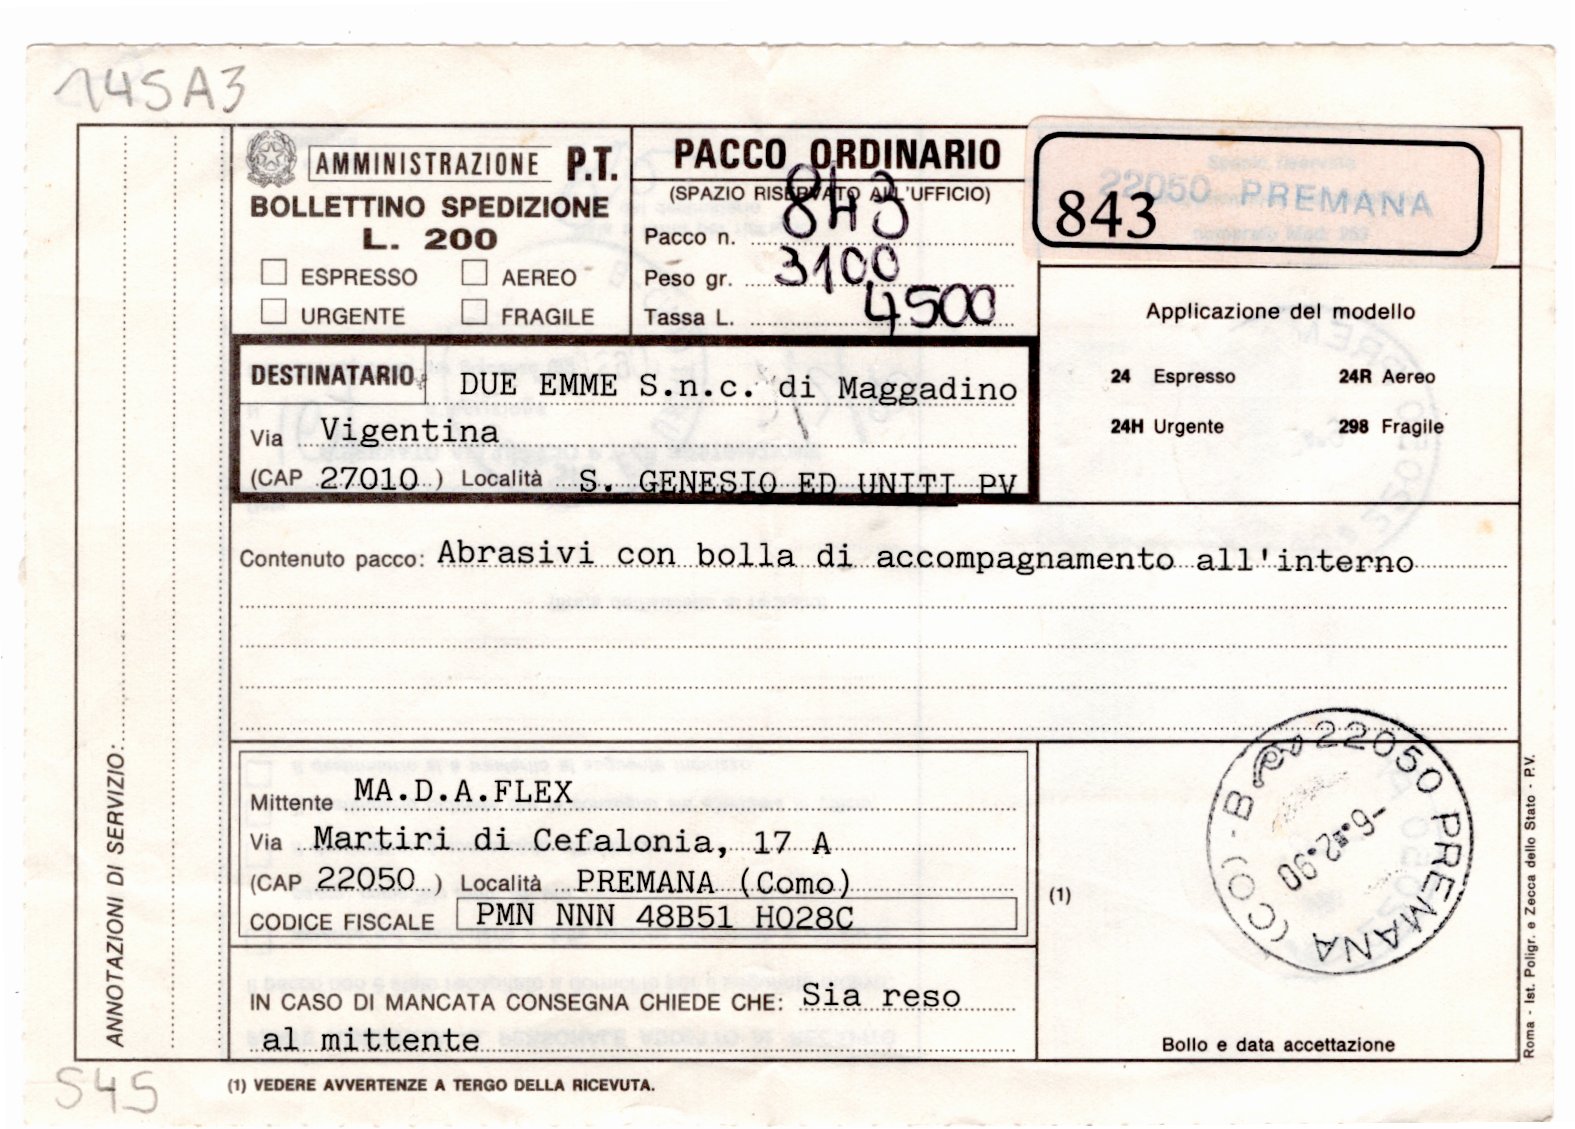 145A3
AMMINISTRAZIONE P.T.
BOLLETTINO SPEDIZIONE
L. 200
ESPRESSO AEREO
URGENTE FRAGILE
PACCO ORDINARIO
(SPAZIO RISERVATO ALL'UFFICIO)
Pacco n. 843
Peso gr. 3100
Tassa L. 4500
22050 PREMANA
843
Applicazione del modello
24 Espresso 24R Aereo
24H Urgente 298 Fragile
DESTINATARIO DUE EMME S.n.c. di Maggadino
Via Vigentina
(CAP 27010) Località S. GENESIO ED UNITI PV
Contenuto pacco: Abrasivi con bolla di accompagnamento all'interno
ANNOTAZIONI DI SERVIZIO:
Mittente MA.D.A.FLEX
Via Martiri di Cefalonia, 17 A
(CAP 22050) Località PREMANA (Como)
CODICE FISCALE PMN NNN 48B51 H028C
IN CASO DI MANCATA CONSEGNA CHIEDE CHE: Sia reso
al mittente
(1)
22050 PREMANA (CO) - B
-6.12.90
Bollo e data accettazione
Roma - Ist. Poligr. e Zecca dello Stato - P.V.
S45
(1) VEDERE AVVERTENZE A TERGO DELLA RICEVUTA.